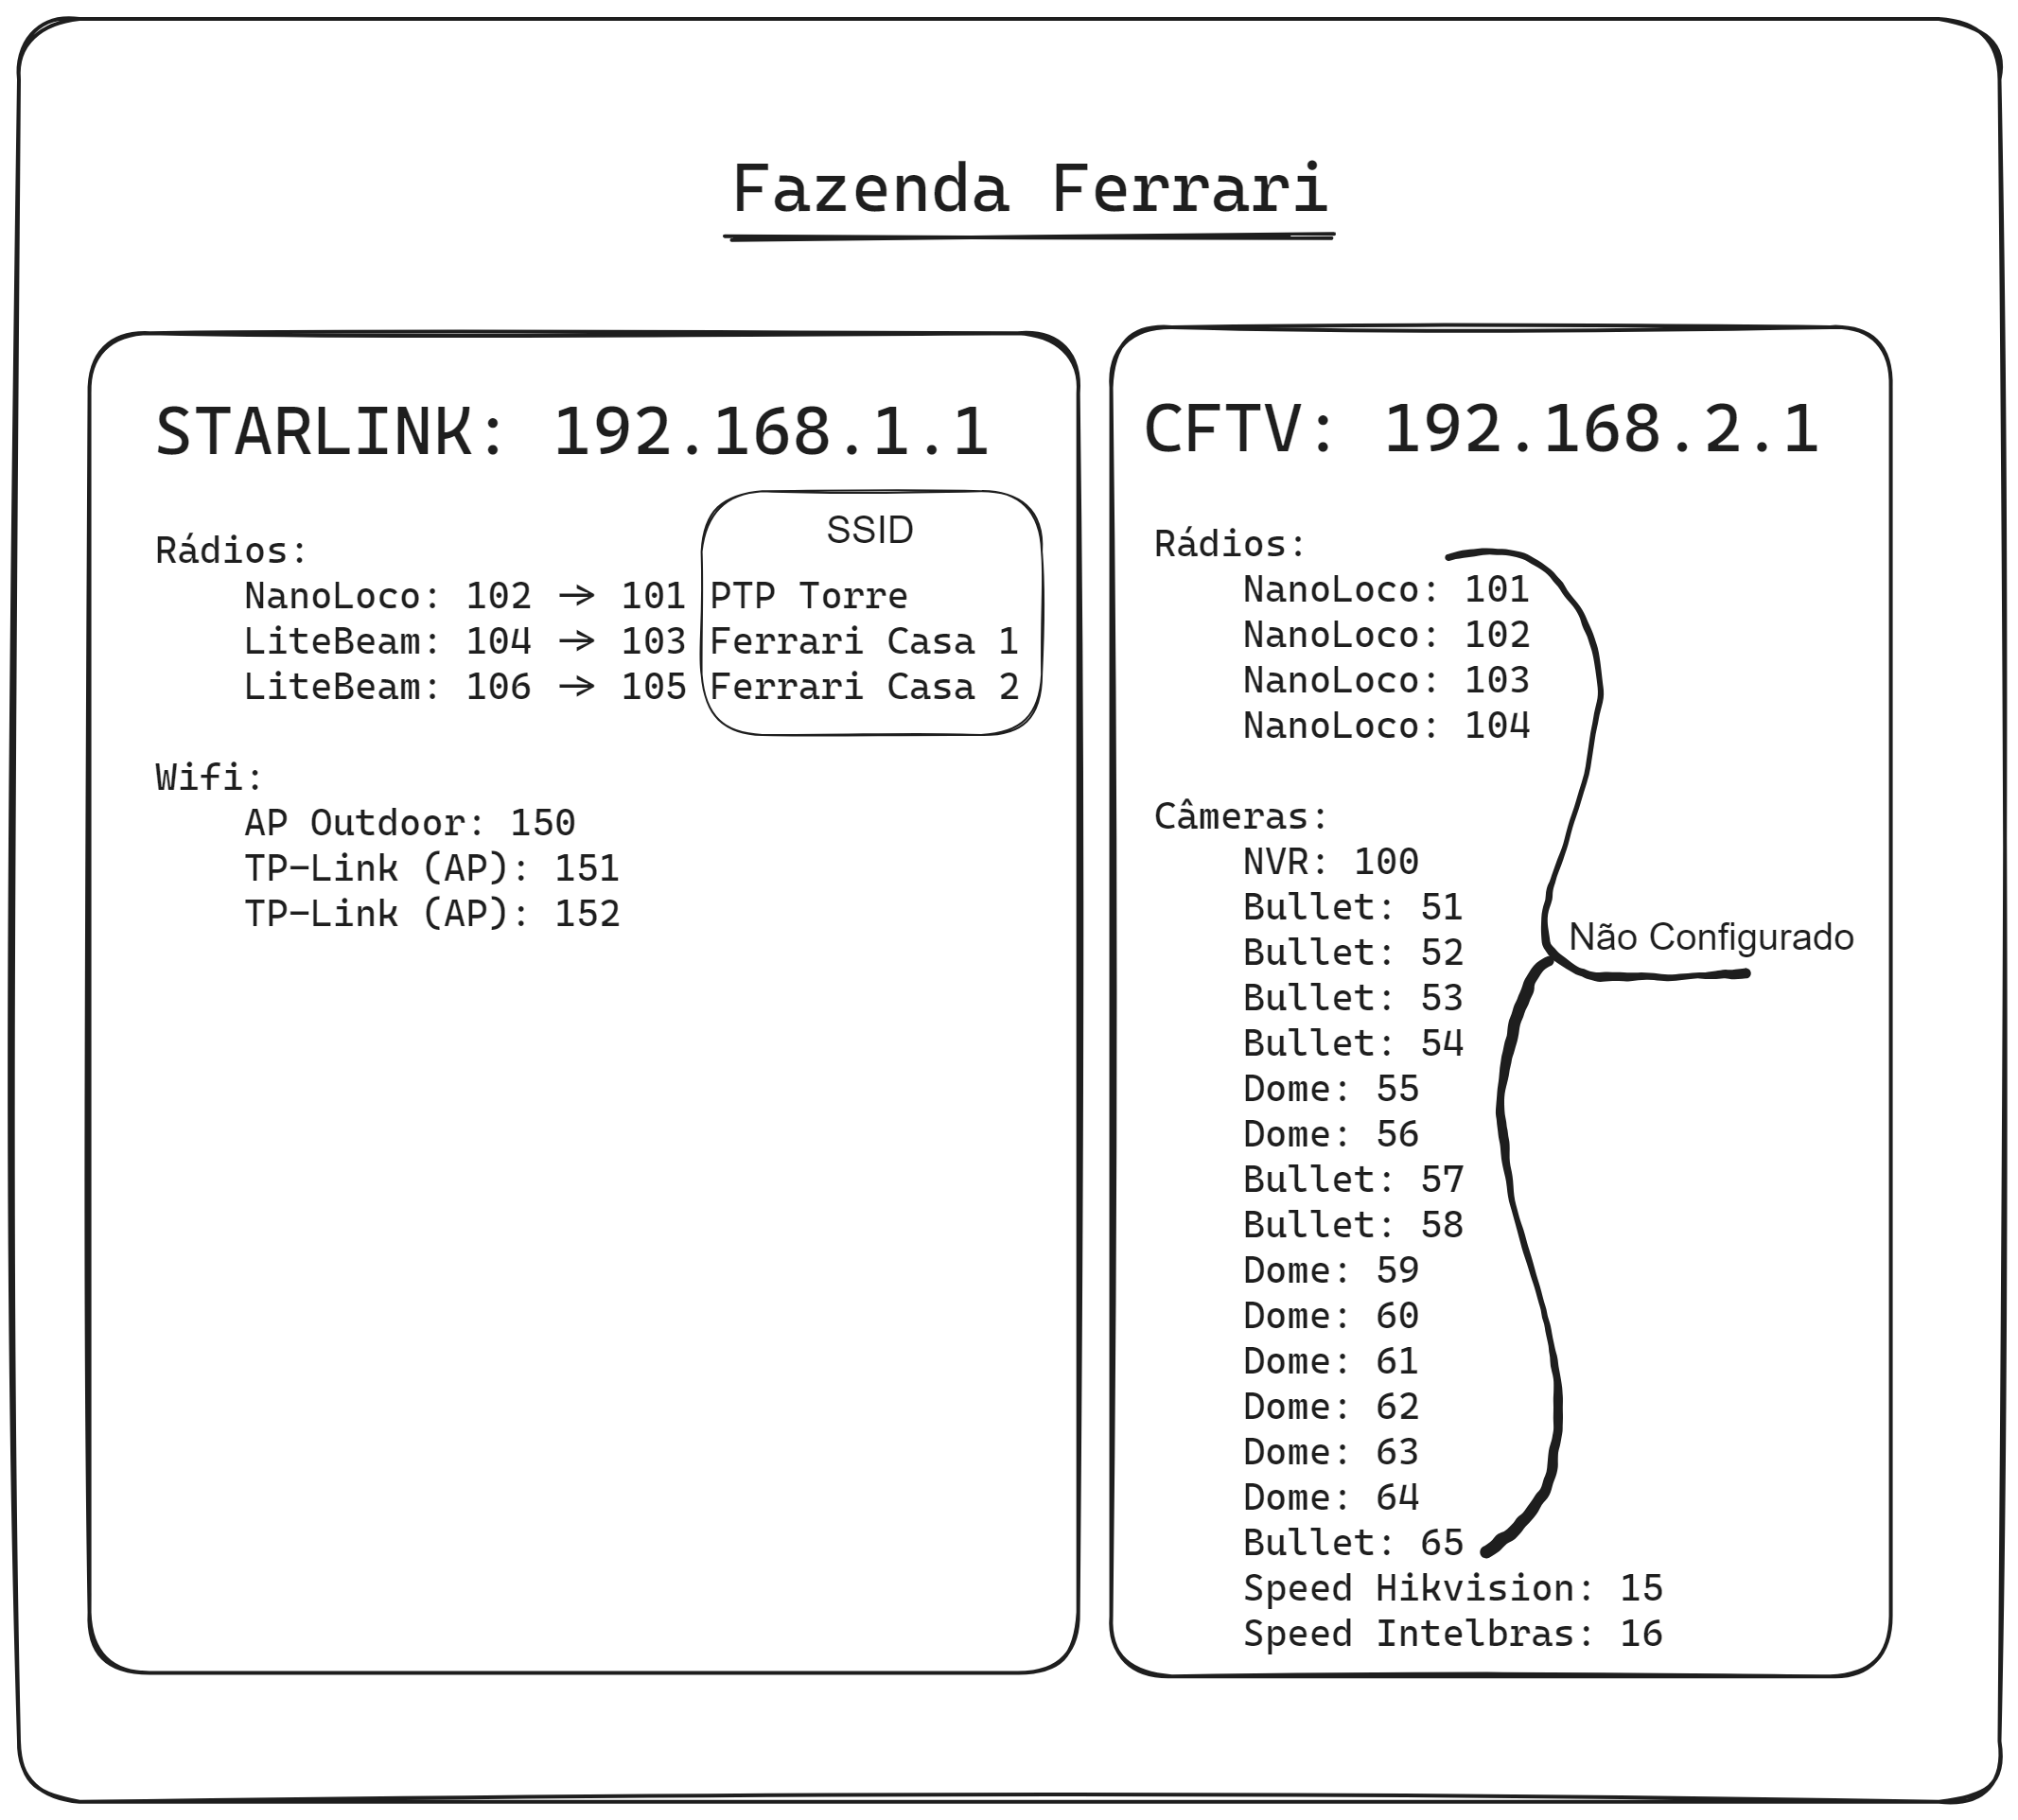 Fazenda Ferrari
STARLINK: 192.168.1.1
SSID
Rádios:
NanoLoco: 102 -> 101 PTP Torre
LiteBeam: 104 -> 103 Ferrari Casa 1
LiteBeam: 106 -> 105 Ferrari Casa 2
Wifi:
AP Outdoor: 150
TP-Link (AP): 151
TP-Link (AP): 152
CFTV: 192.168.2.1
Rádios:
NanoLoco: 101
NanoLoco: 102
NanoLoco: 103
NanoLoco: 104
Câmeras:
NVR: 100
Bullet: 51
Bullet: 52
Não Configurado
Bullet: 53
Bullet: 54
Dome: 55
Dome: 56
Bullet: 57
Bullet: 58
Dome: 59
Dome: 60
Dome: 61
Dome: 62
Dome: 63
Dome: 64
Bullet: 65
Speed Hikvision: 15
Speed Intelbras: 16